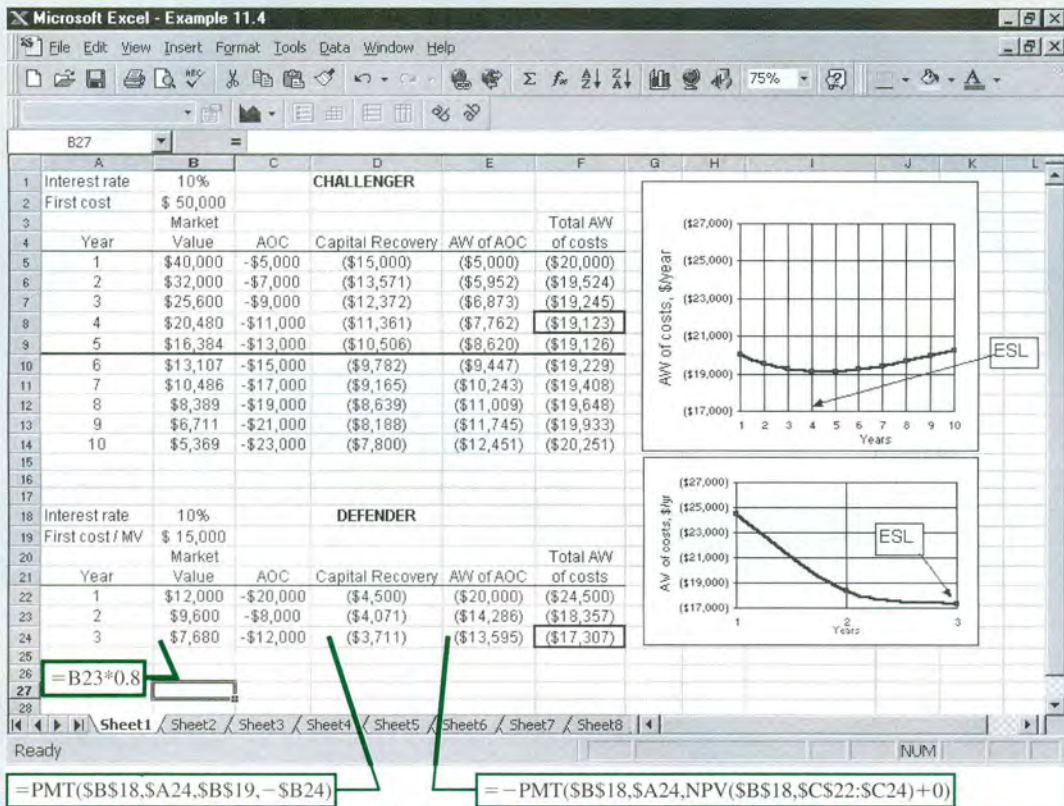 Microsoft Excel - Example 11.4
File Edit View Insert Format Tools Data Window Help
75%
B27 =
A B C D E F G H I J K L
1 Interest rate 10% CHALLENGER
2 First cost $ 50,000
3 Market Total AW
4 Year Value AOC Capital Recovery AW of AOC of costs
5 1 $40,000 -$5,000 ($15,000) ($5,000) ($20,000)
6 2 $32,000 -$7,000 ($13,571) ($5,952) ($19,524)
7 3 $25,600 -$9,000 ($12,372) ($6,873) ($19,245)
8 4 $20,480 -$11,000 ($11,361) ($7,762) ($19,123)
9 5 $16,384 -$13,000 ($10,506) ($8,620) ($19,126)
10 6 $13,107 -$15,000 ($9,782) ($9,447) ($19,229)
11 7 $10,486 -$17,000 ($9,165) ($10,243) ($19,408)
12 8 $8,389 -$19,000 ($8,639) ($11,009) ($19,648)
13 9 $6,711 -$21,000 ($8,188) ($11,745) ($19,933)
14 10 $5,369 -$23,000 ($7,800) ($12,451) ($20,251)
15
16
17
18 Interest rate 10% DEFENDER
19 First cost / MV $ 15,000
20 Market Total AW
21 Year Value AOC Capital Recovery AW of AOC of costs
22 1 $12,000 -$20,000 ($4,500) ($20,000) ($24,500)
23 2 $9,600 -$8,000 ($4,071) ($14,286) ($18,357)
24 3 $7,680 -$12,000 ($3,711) ($13,595) ($17,307)
25
26
27
28
=B23*0.8
AW of costs, $/year
($27,000)
($25,000)
($23,000)
($21,000)
($19,000)
($17,000)
ESL
1 2 3 4 5 6 7 8 9 10
Years
AW of costs, $/yr
($27,000)
($25,000)
($23,000)
($21,000)
($19,000)
($17,000)
ESL
1 2 3
Years
Sheet1 Sheet2 Sheet3 Sheet4 Sheet5 Sheet6 Sheet7 Sheet8
Ready NUM
=PMT($B$18,$A24,$B$19,−$B24)
=−PMT($B$18,$A24,NPV($B$18,$C$22:$C24)+0)